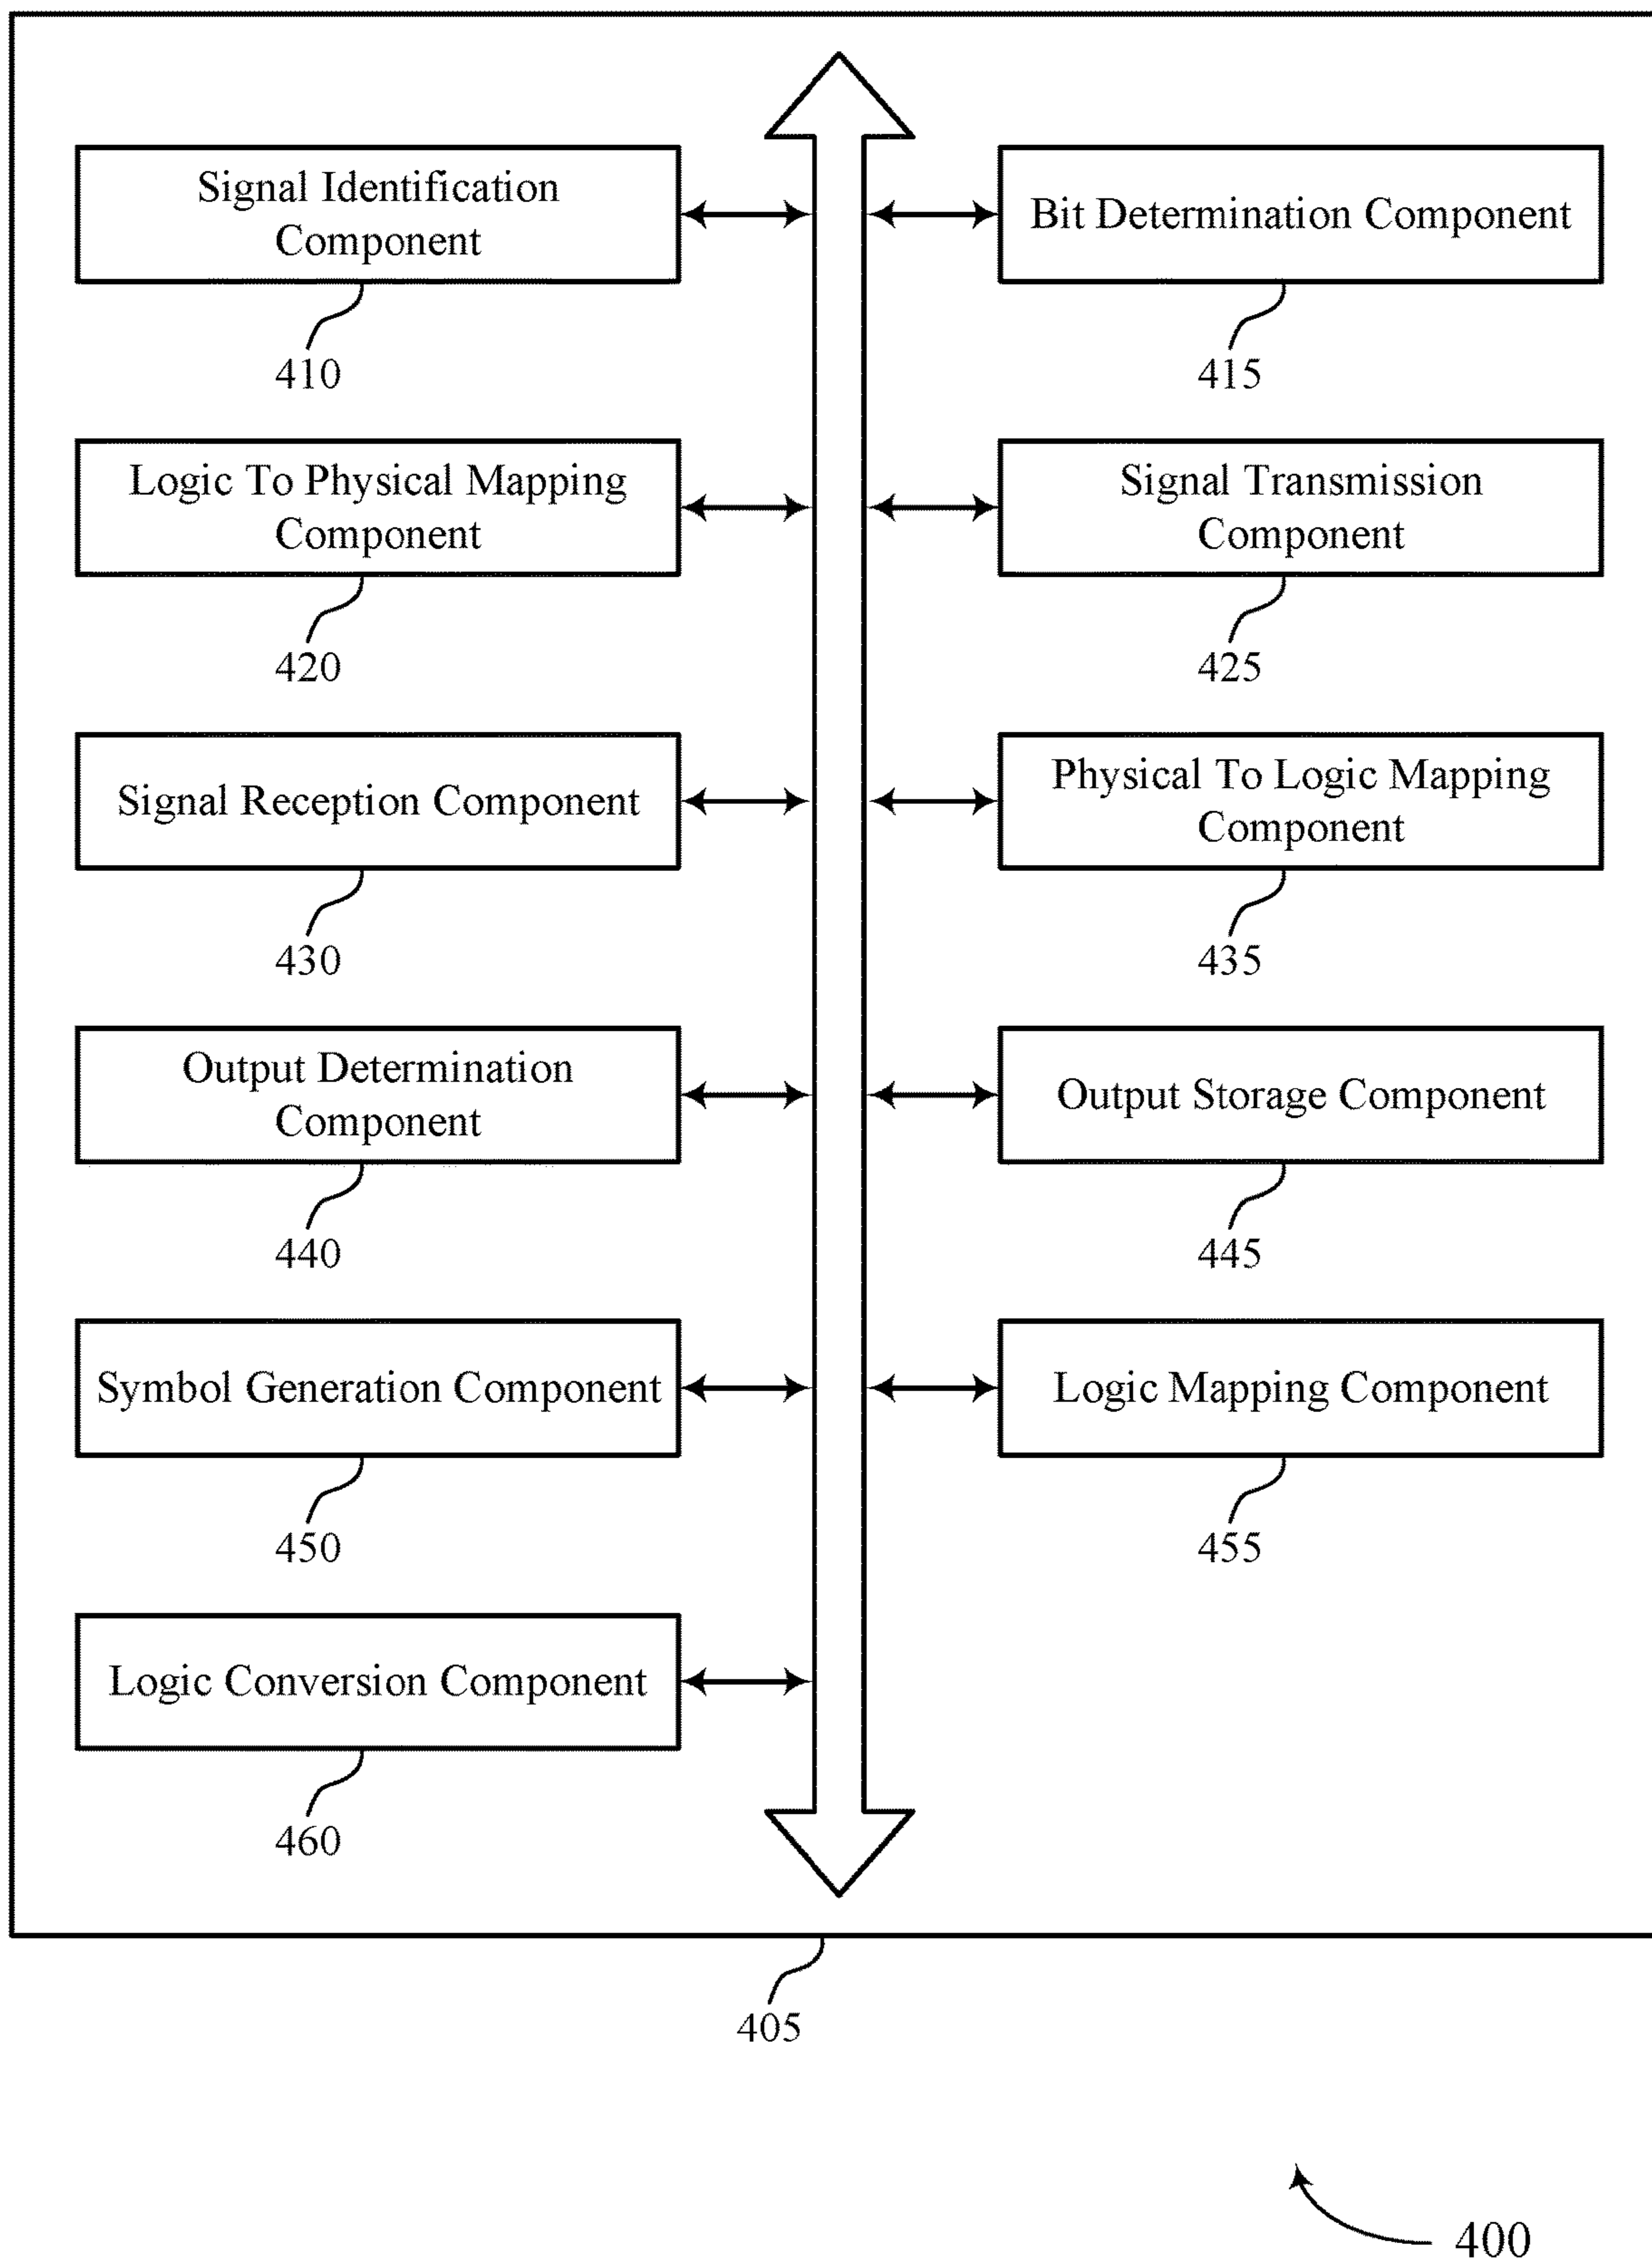 Signal Identification
Component
410
Bit Determination Component
415
Logic To Physical Mapping
Component
420
Signal Transmission
Component
425
Signal Reception Component
430
Physical To Logic Mapping
Component
435
Output Determination
Component
440
Output Storage Component
445
Symbol Generation Component
450
Logic Mapping Component
455
Logic Conversion Component
460
405
400